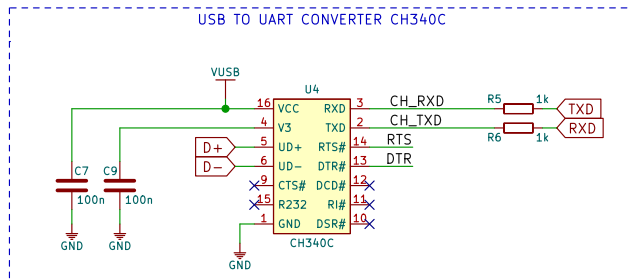 USB TO UART CONVERTER CH340C
VUSB
U4
16 VCC RXD 3 CH_RXD R5 1k TXD
4 V3 TXD 2 CH_TXD R6 1k RXD
D+ 5 UD+ RTS# 14 RTS
D- 6 UD- DTR# 13 DTR
C7 100n
C9 100n
9 CTS# DCD# 12
15 R232 RI# 11
1 GND DSR# 10
CH340C
GND
GND
GND